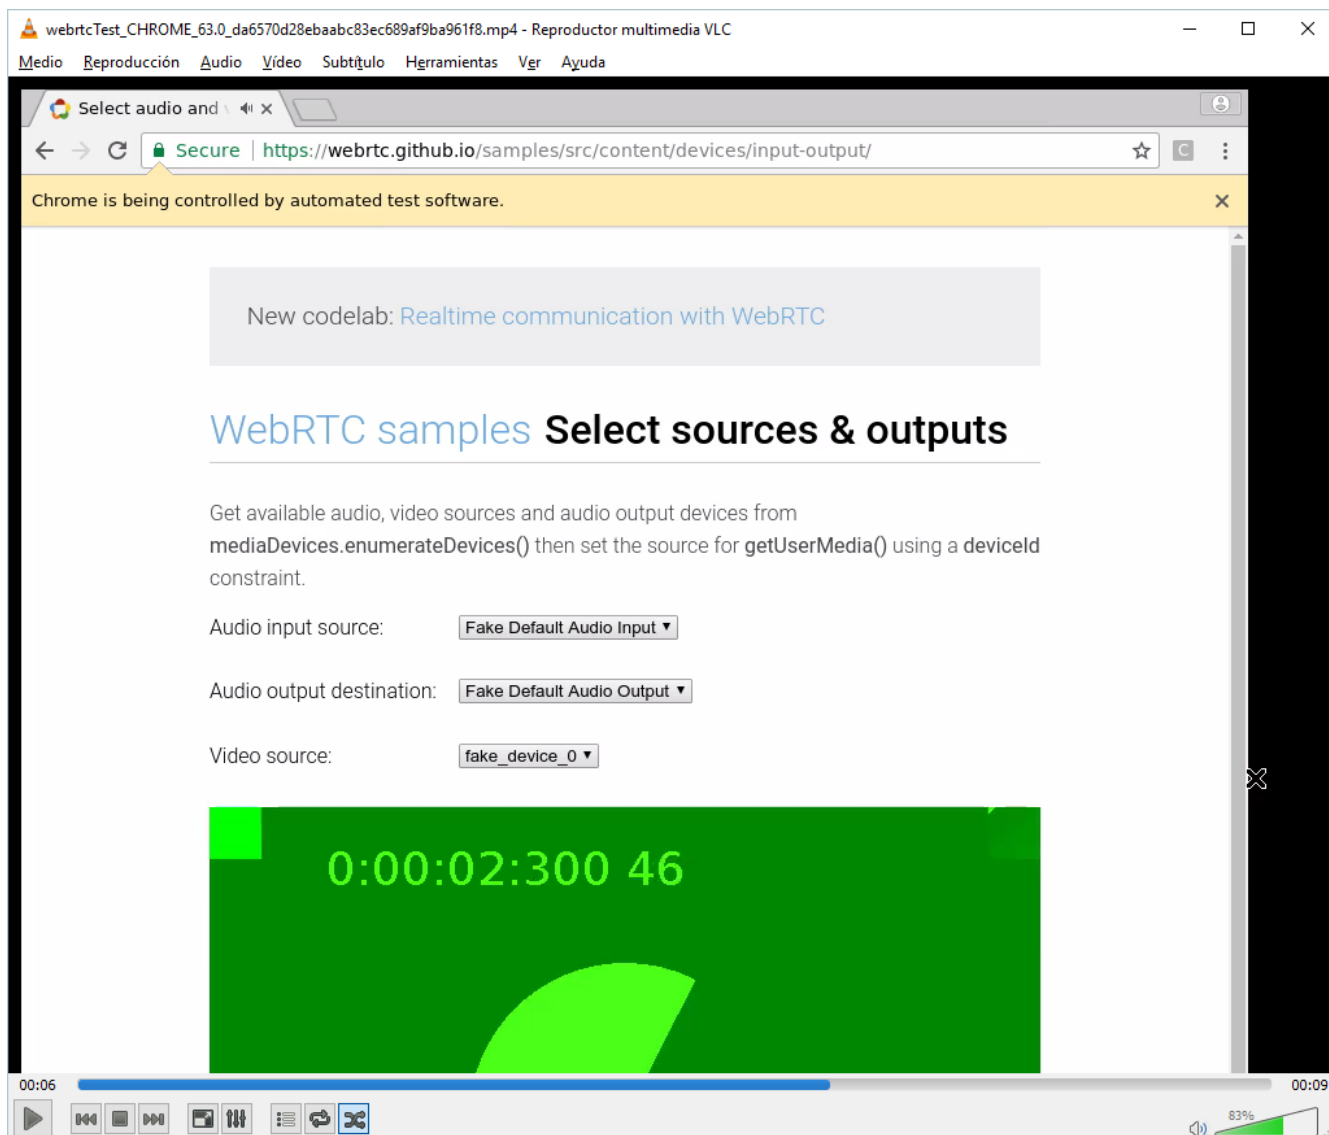 webrtcTest_CHROME_63.0_da6570d28ebaabc83ec689af9ba961f8.mp4 - Reproductor multimedia VLC
Medio Reproducción Audio Vídeo Subtítulo Herramientas Ver Ayuda
Select audio and
Secure | https://webrtc.github.io/samples/src/content/devices/input-output/
C
Chrome is being controlled by automated test software.
New codelab: Realtime communication with WebRTC
WebRTC samples Select sources & outputs
Get available audio, video sources and audio output devices from
mediaDevices.enumerateDevices() then set the source for getUserMedia() using a deviceId
constraint.
Audio input source: Fake Default Audio Input
Audio output destination: Fake Default Audio Output
Video source: fake_device_0
0:00:02:300 46
00:06 00:09
83%